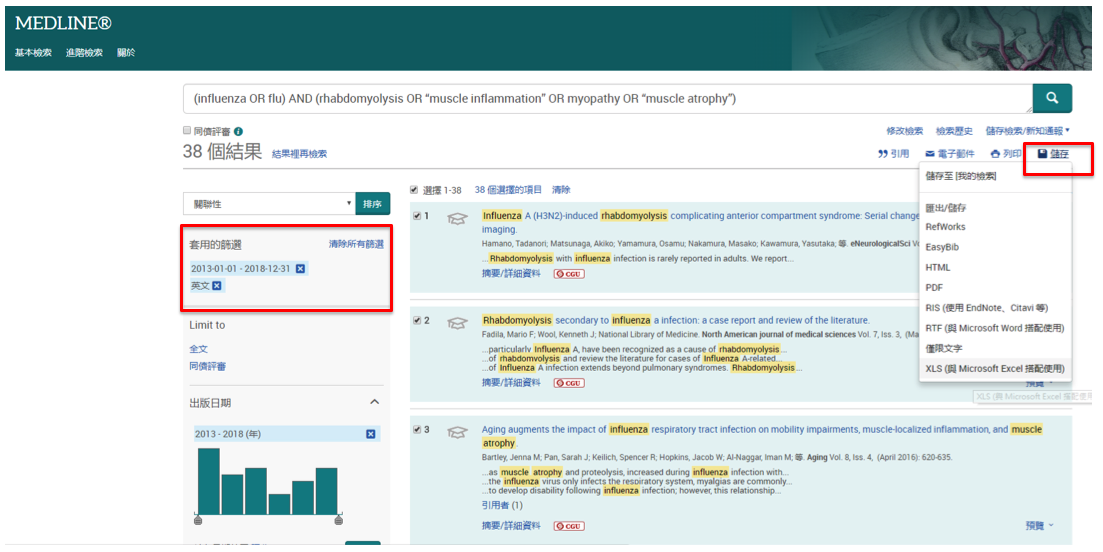 MEDLINE®
基本檢索 進階檢索 關於
(influenza OR flu) AND (rhabdomyolysis OR “muscle inflammation” OR myopathy OR “muscle atrophy”)
同儕評審
修改檢索 檢索歷史 儲存檢索/新知通報
38 個結果 結果裡再檢索
引用 電子郵件 列印 儲存
儲存至 [我的檢索]
匯出/儲存
RefWorks
EasyBib
HTML
PDF
RIS (使用 EndNote、Citavi 等)
RTF (與 Microsoft Word 搭配使用)
僅限文字
XLS (與 Microsoft Excel 搭配使用)
XLS (與 Microsoft Excel 搭配使用
關聯性 排序
套用的篩選 清除所有篩選
2013-01-01 - 2018-12-31
英文
Limit to
全文
同儕評審
出版日期
2013 - 2018 (年)
選擇 1-38 38 個選擇的項目 清除
1 Influenza A (H3N2)-induced rhabdomyolysis complicating anterior compartment syndrome: Serial change
imaging.
Hamano, Tadanori; Matsunaga, Akiko; Yamamura, Osamu; Nakamura, Masako; Kawamura, Yasutaka; 等. eNeurologicalSci V
...Rhabdomyolysis with influenza infection is rarely reported in adults. We report...
摘要/詳細資料 CGU
2 Rhabdomyolysis secondary to influenza a infection: a case report and review of the literature.
Fadila, Mario F; Wool, Kenneth J; National Library of Medicine. North American journal of medical sciences Vol. 7, Iss. 3, (Ma
...particularly Influenza A, have been recognized as a cause of rhabdomyolysis...
...of rhabdomyolysis and review the literature for cases of Influenza A-related...
...of Influenza A infection extends beyond pulmonary symptoms. Rhabdomyolysis...
摘要/詳細資料 CGU 預覽
3 Aging augments the impact of influenza respiratory tract infection on mobility impairments, muscle-localized inflammation, and muscle
atrophy
Bartley, Jenna M; Pan, Sarah J; Keilich, Spencer R; Hopkins, Jacob W; Al-Naggar, Iman M; 等. Aging Vol. 8, Iss. 4, (April 2016): 620-635.
...as muscle atrophy and proteolysis, increased during influenza infection with...
...the influenza virus only infects the respiratory system, myalgias are commonly...
...to develop disability following influenza infection; however, this relationship...
引用者 (1)
摘要/詳細資料 CGU 預覽